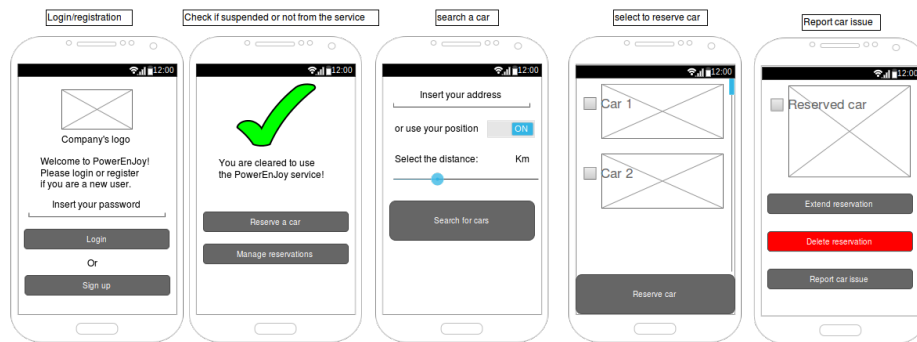 Login/registration
Check if suspended or not from the service
search a car
select to reserve car
Report car issue
12:00
Company's logo
Welcome to PowerEnJoy!
Please login or register
if you are a new user.
Insert your password
Login
Or
Sign up
12:00
You are cleared to use
the PowerEnJoy service!
Reserve a car
Manage reservations
12:00
Insert your address
or use your position
ON
Select the distance:
Km
Search for cars
12:00
Car 1
Car 2
Reserve car
12:00
Reserved car
Extend reservation
Delete reservation
Report car issue